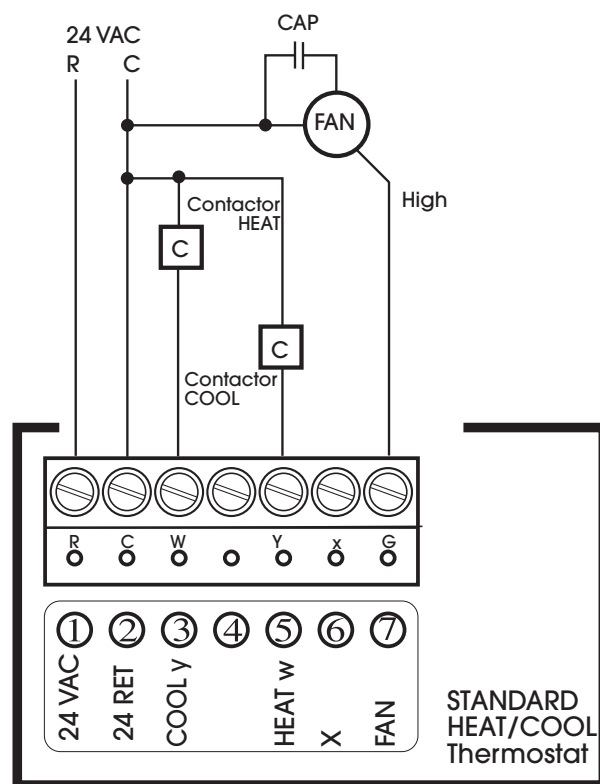 CAP
24 VAC
R C
FAN
High
Contactor
HEAT
C
C
Contactor
COOL
R C W Y x G
1 2 3 4 5 6 7
24 VAC
24 RET
COOL y
HEAT w
X
FAN
STANDARD
HEAT/COOL
Thermostat